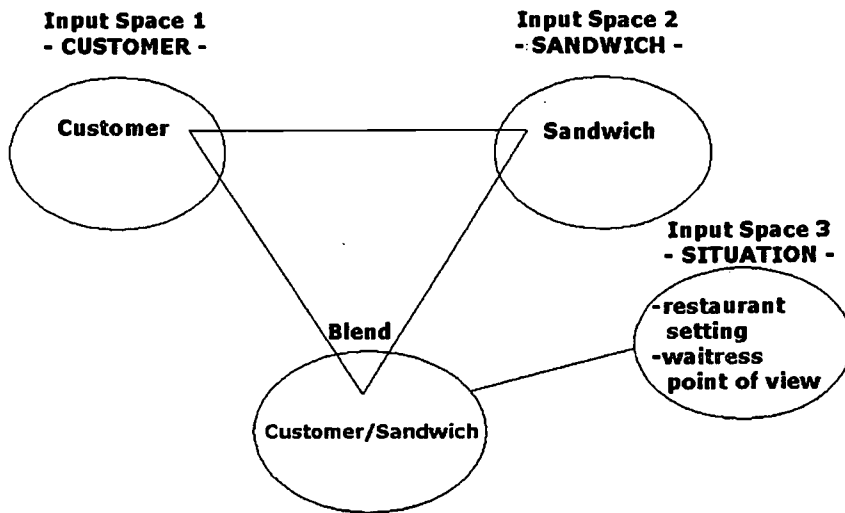 Input Space 1
- CUSTOMER -
Input Space 2
- SANDWICH -
Customer
Sandwich
Input Space 3
- SITUATION -
-restaurant
setting
-waitress
point of view
Blend
Customer/Sandwich